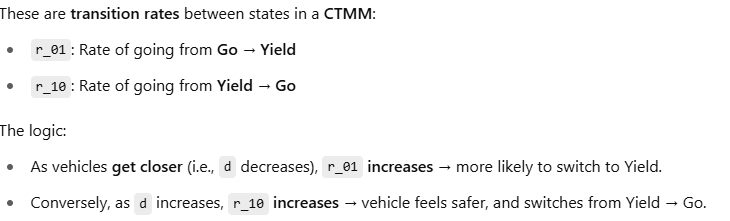 These are transition rates between states in a CTMM:
• r_01: Rate of going from Go → Yield
• r_10: Rate of going from Yield → Go
The logic:
• As vehicles get closer (i.e., d decreases), r_01 increases → more likely to switch to Yield.
• Conversely, as d increases, r_10 increases → vehicle feels safer, and switches from Yield → Go.